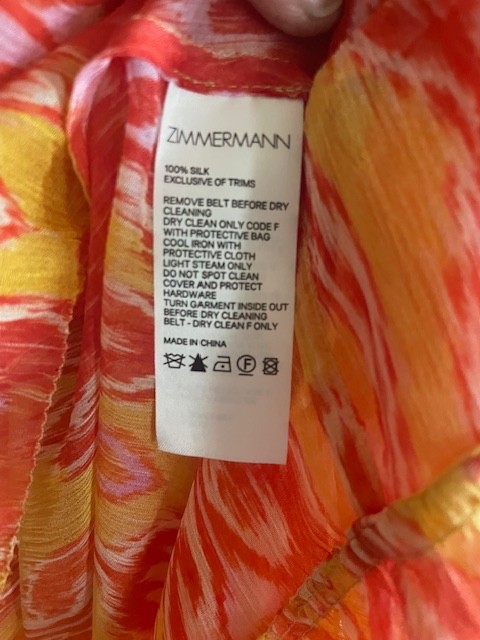 ZIMMERMANN
100% SILK
EXCLUSIVE OF TRIMS
REMOVE BELT BEFORE DRY
CLEANING
DRY CLEAN ONLY CODE F
WITH PROTECTIVE BAG
COOL IRON WITH
PROTECTIVE CLOTH
LIGHT STEAM ONLY
DO NOT SPOT CLEAN
COVER AND PROTECT
HARDWARE
TURN GARMENT INSIDE OUT
BEFORE DRY CLEANING
BELT - DRY CLEAN F ONLY
MADE IN CHINA
F